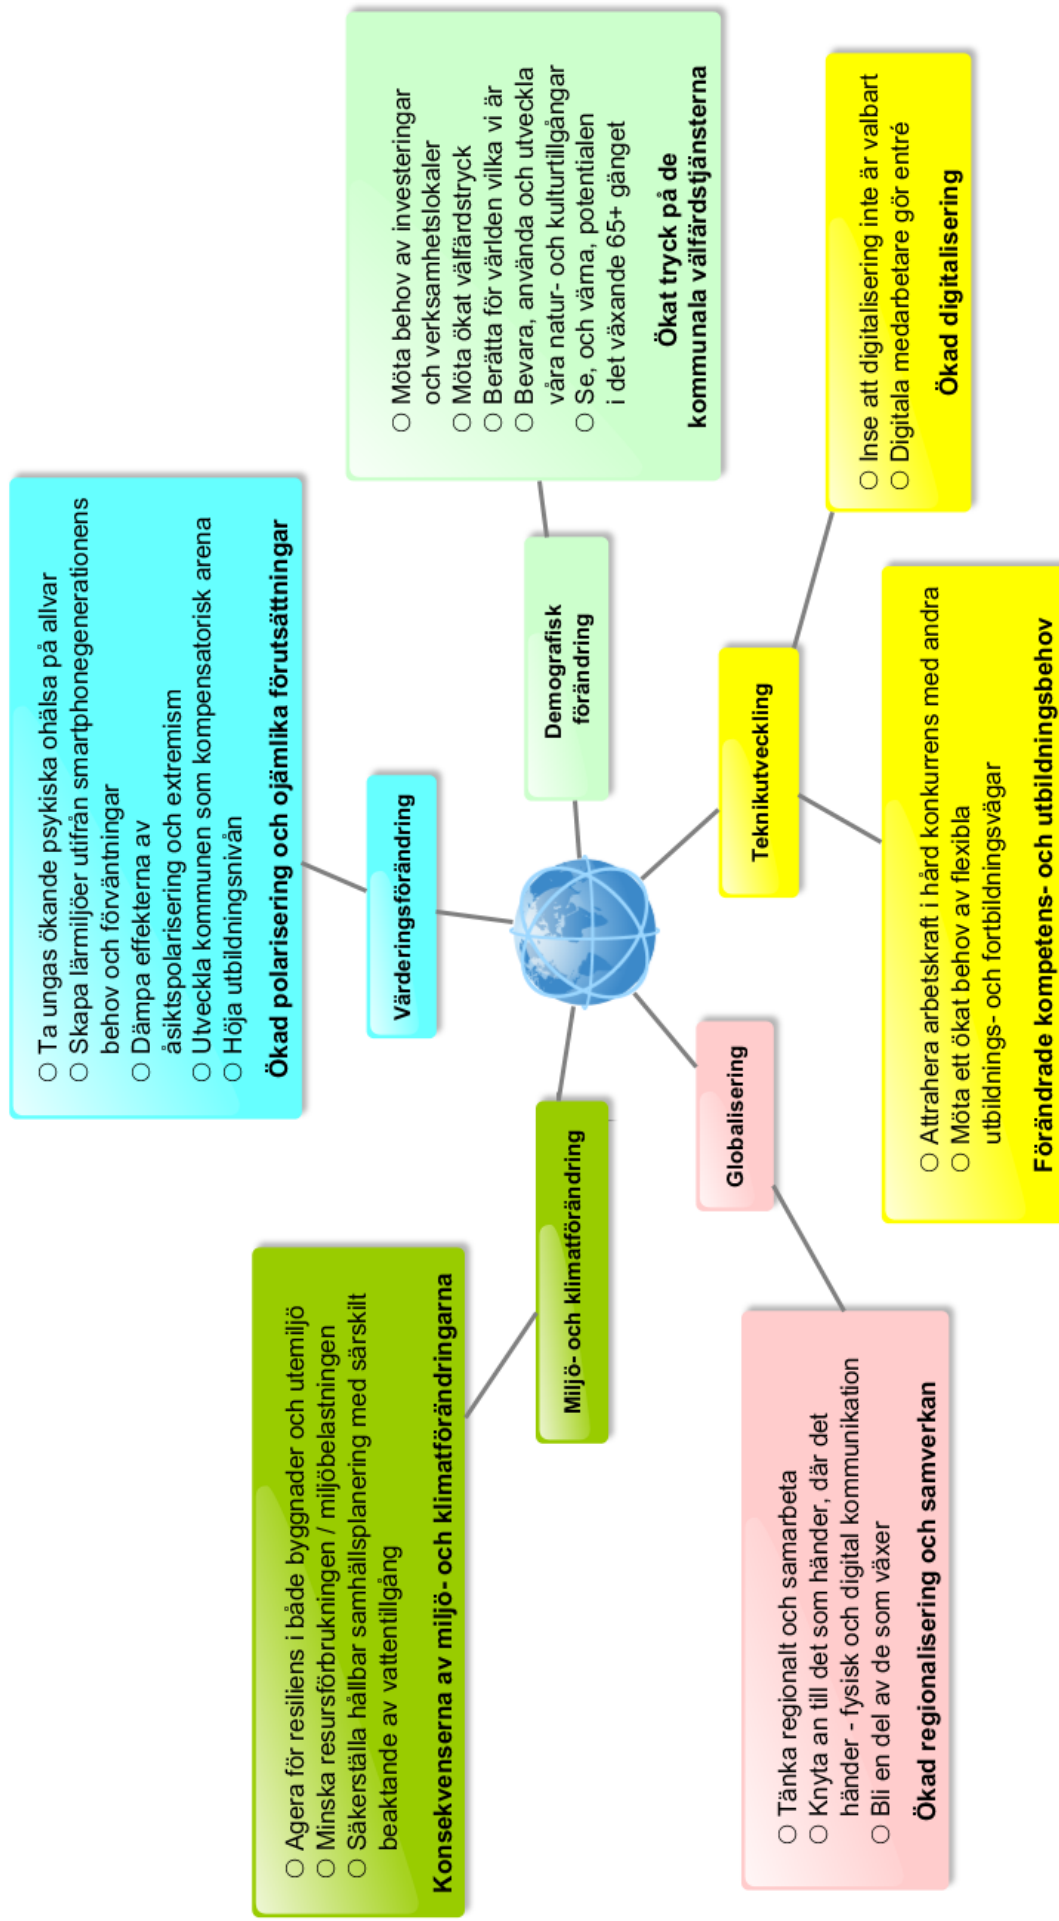 ○ Ta ungas ökande psykiska ohälsa på allvar
○ Skapa lärmiljöer utifrån smartphonegenerationens
behov och förväntningar
○ Dämpa effekterna av
åsiktspolarisering och extremism
○ Utveckla kommunen som kompensatorisk arena
○ Höja utbildningsnivån
Ökad polarisering och ojämlika förutsättningar
Värderingsförändring
○ Agera för resiliens i både byggnader och utemiljö
○ Minska resursförbrukningen / miljöbelastningen
○ Säkerställa hållbar samhällsplanering med särskilt
beaktande av vattentillgång
Konsekvenserna av miljö- och klimatförändringarna
Miljö- och klimatförändring
○ Möta behov av investeringar
och verksamhetslokaler
○ Möta ökat välfärdstryck
○ Berätta för världen vilka vi är
○ Bevara, använda och utveckla
våra natur- och kulturtillgångar
○ Se, och värna, potentialen
i det växande 65+ gänget
Ökat tryck på de
kommunala välfärdstjänsterna
Demografisk
förändring
Globalisering
○ Tänka regionalt och samarbeta
○ Knyta an till det som händer, där det
händer - fysisk och digital kommunikation
○ Bli en del av de som växer
Ökad regionalisering och samverkan
Teknikutveckling
○ Inse att digitalisering inte är valbart
○ Digitala medarbetare gör entré
Ökad digitalisering
○ Attrahera arbetskraft i hård konkurrens med andra
○ Möta ett ökat behov av flexibla
utbildnings- och fortbildningsvägar
Förändrade kompetens- och utbildningsbehov